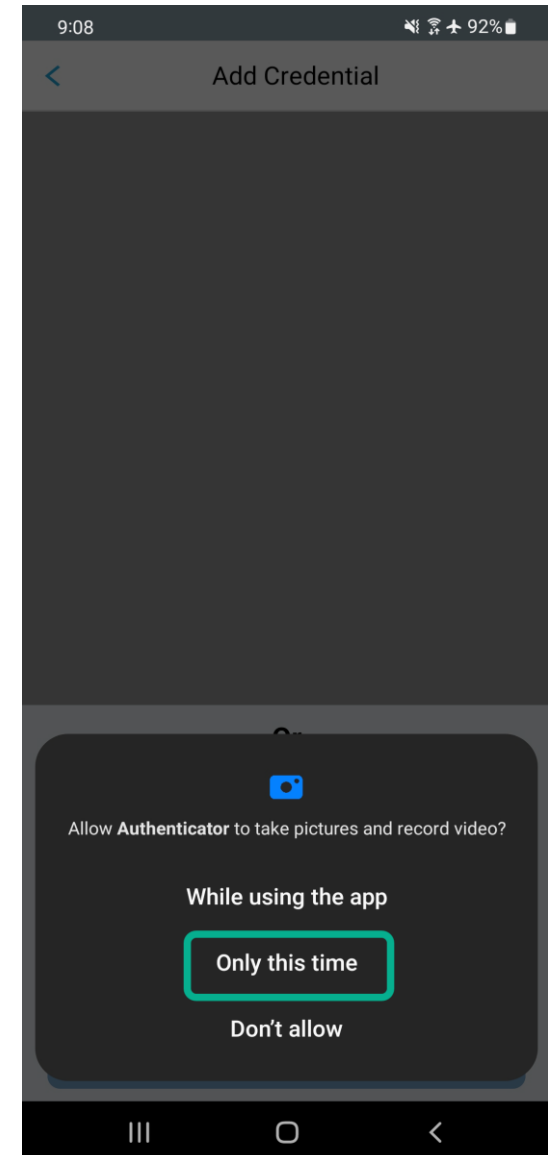 9:08 92%
Add Credential
Or
Allow Authenticator to take pictures and record video?
While using the app
Only this time
Don’t allow